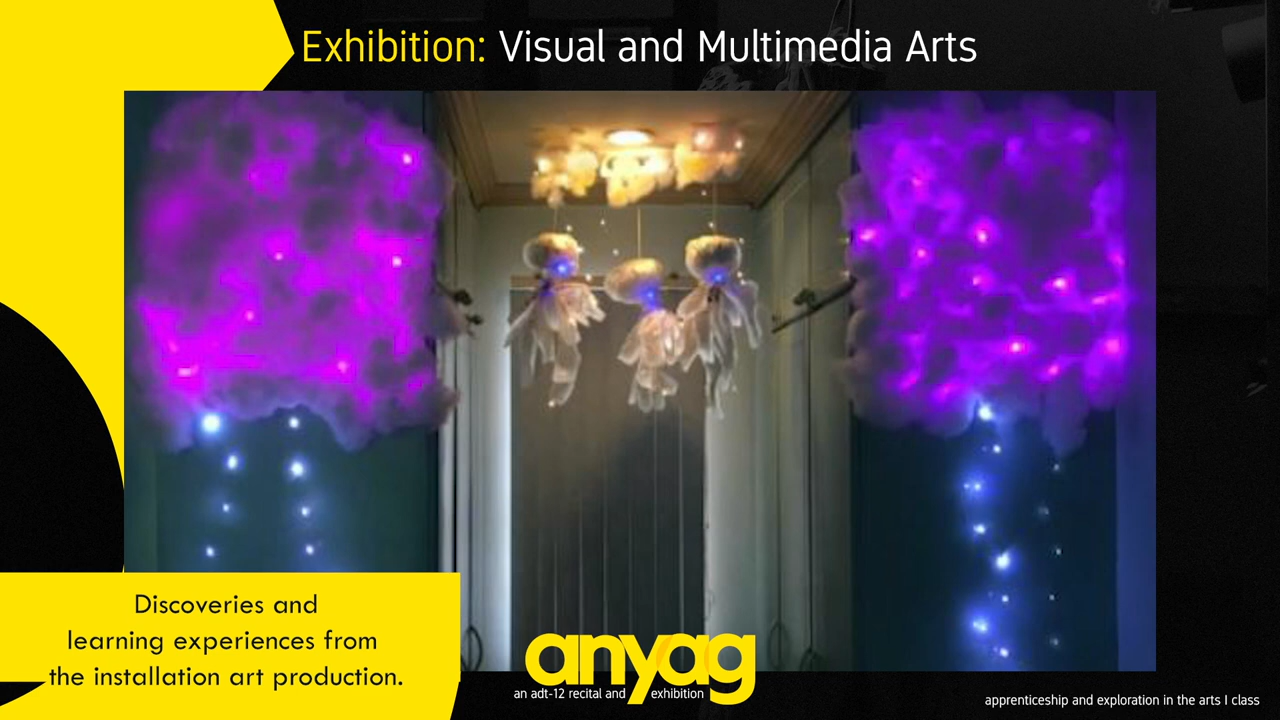 Exhibition: Visual and Multimedia Arts
Discoveries and
learning experiences from
the installation art production.
anyag
an adt-12 recital and exhibition
apprenticeship and exploration in the arts I class